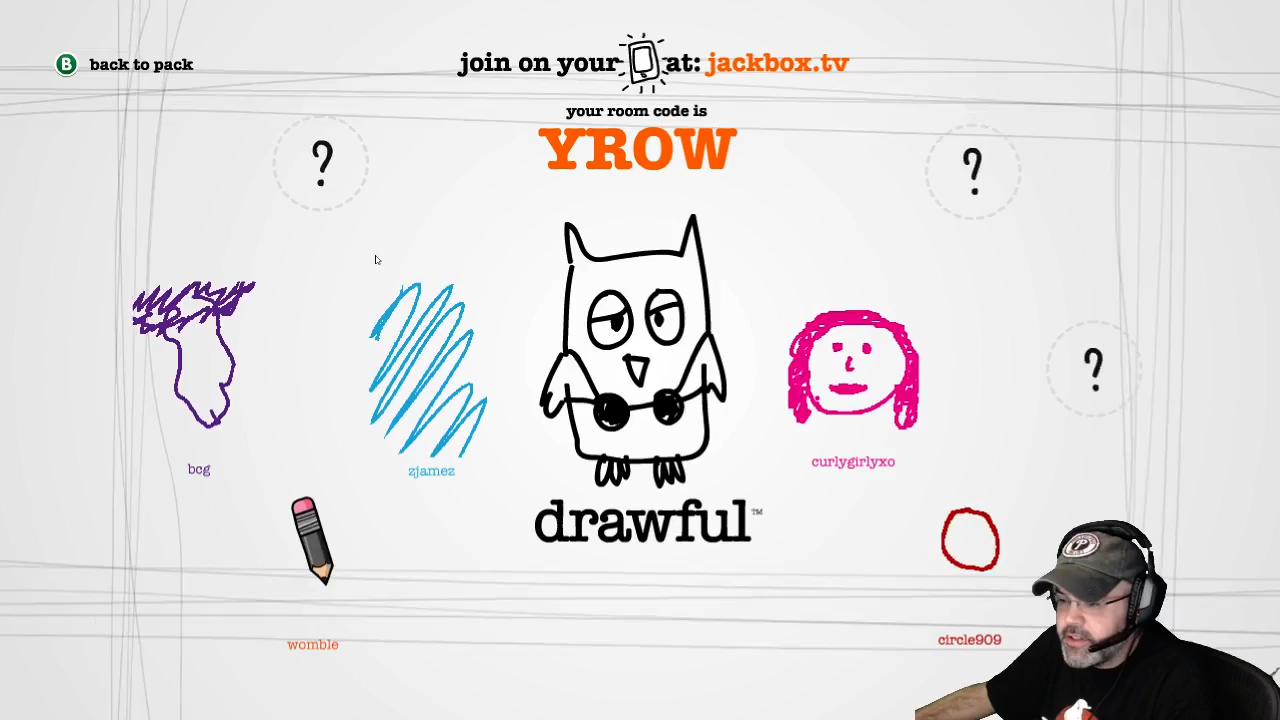 B back to pack
join on your at: jackbox.tv
your room code is
YROW
?
?
?
bcg
zjamez
curlygirlyxo
drawful™
womble
circle909